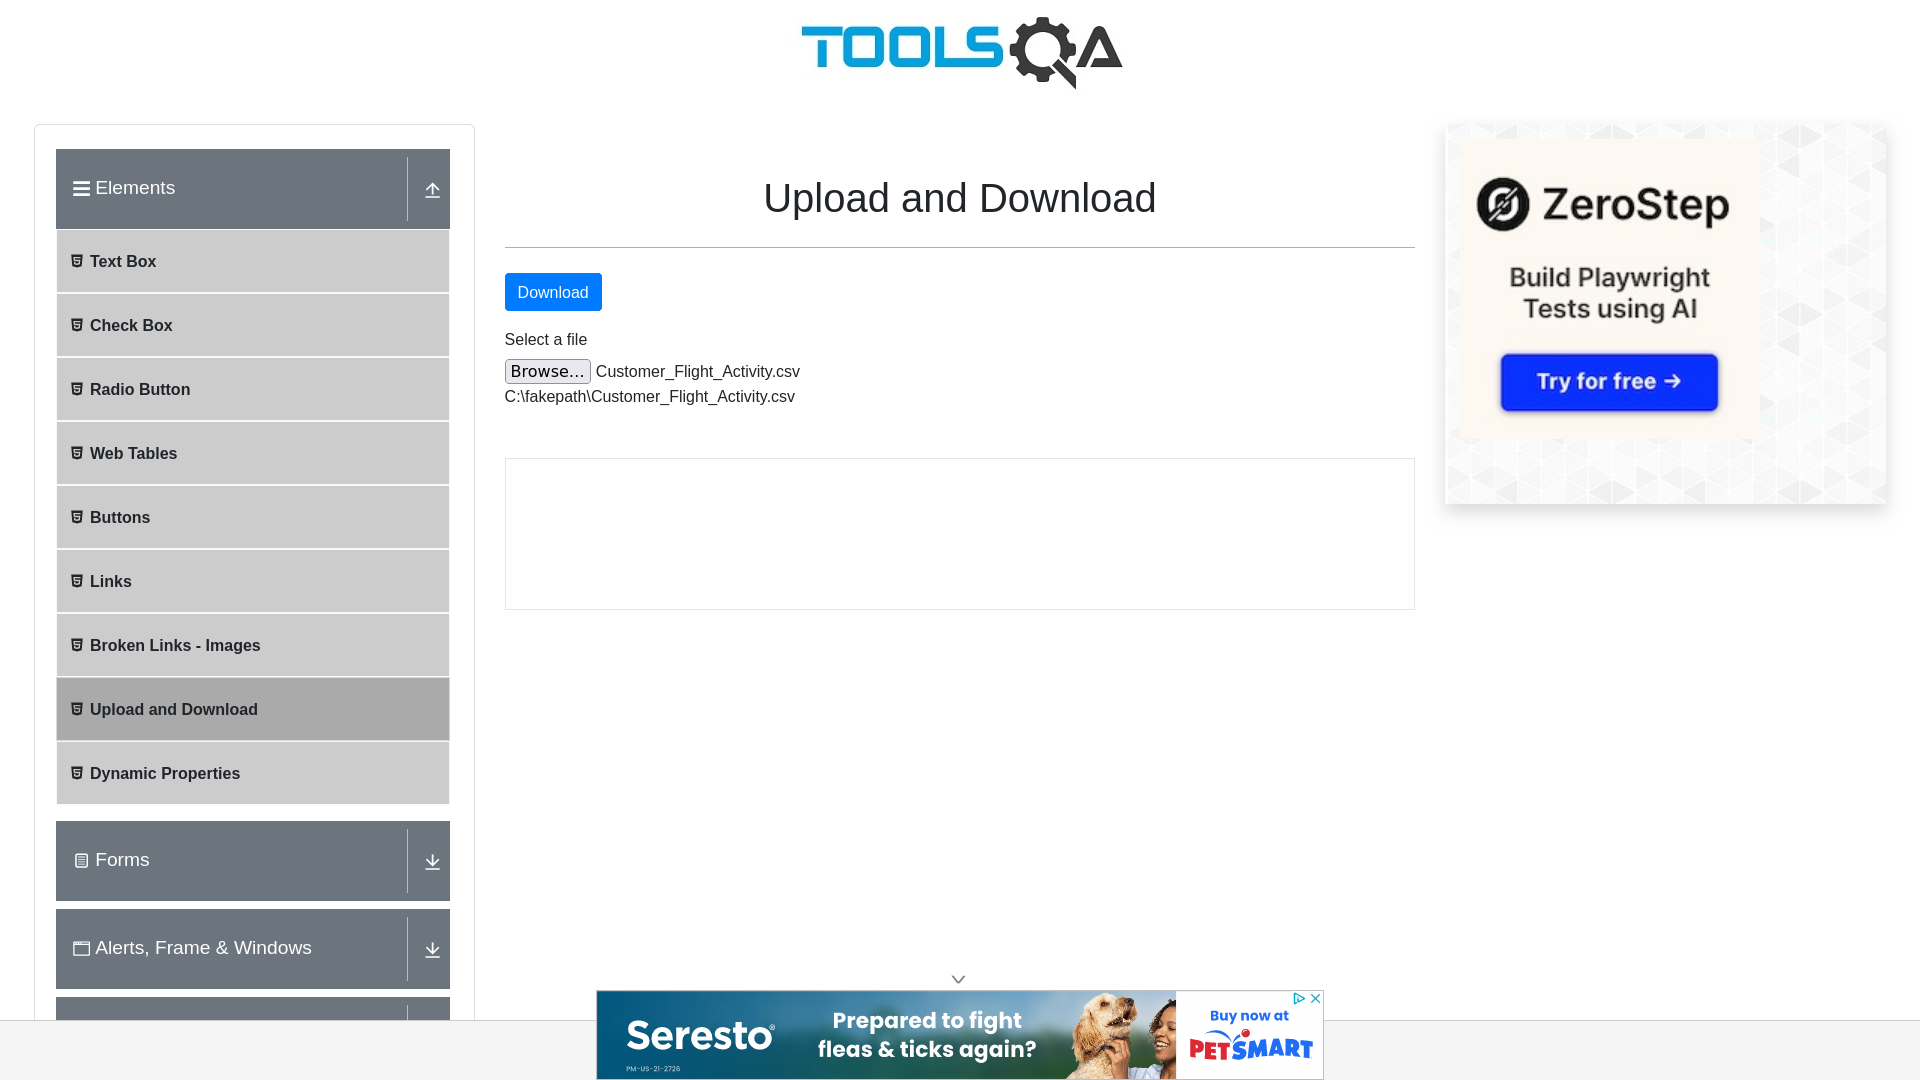 TOOLSQA
Elements
Text Box
Check Box
Radio Button
Web Tables
Buttons
Links
Broken Links - Images
Upload and Download
Dynamic Properties
Forms
Alerts, Frame & Windows
Upload and Download
Download
Select a file
Browse... Customer_Flight_Activity.csv
C:\fakepath\Customer_Flight_Activity.csv
ZeroStep
Build Playwright
Tests using AI
Try for free →
Seresto®
PM-US-21-2726
Prepared to fight
fleas & ticks again?
Buy now at
PETSMART